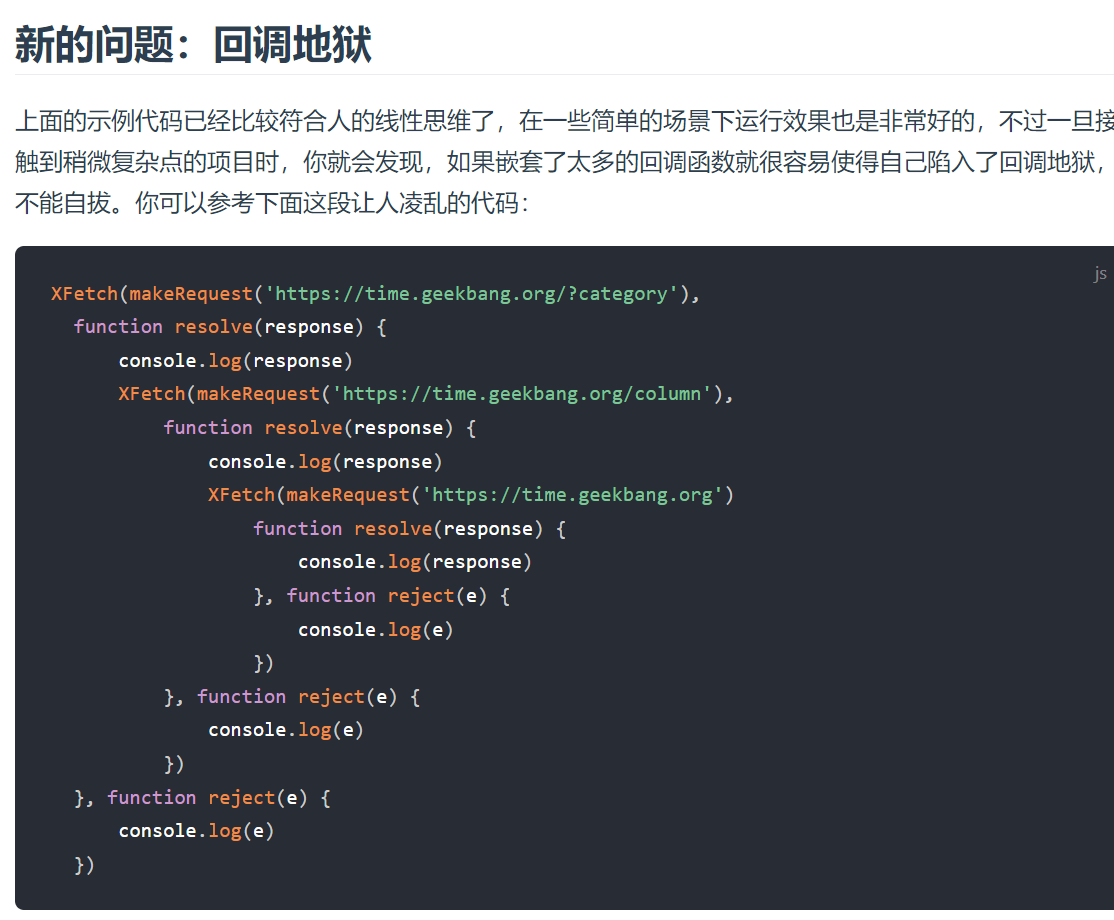 新的问题：回调地狱
上面的示例代码已经比较符合人的线性思维了，在一些简单的场景下运行效果也是非常好的，不过一旦接
触到稍微复杂点的项目时，你就会发现，如果嵌套了太多的回调函数就很容易使得自己陷入了回调地狱，
不能自拔。你可以参考下面这段让人凌乱的代码：
js
XFetch(makeRequest('https://time.geekbang.org/?category'),
  function resolve(response) {
      console.log(response)
      XFetch(makeRequest('https://time.geekbang.org/column'),
          function resolve(response) {
              console.log(response)
              XFetch(makeRequest('https://time.geekbang.org')
                  function resolve(response) {
                      console.log(response)
                  }, function reject(e) {
                      console.log(e)
                  })
          }, function reject(e) {
              console.log(e)
          })
  }, function reject(e) {
      console.log(e)
  })